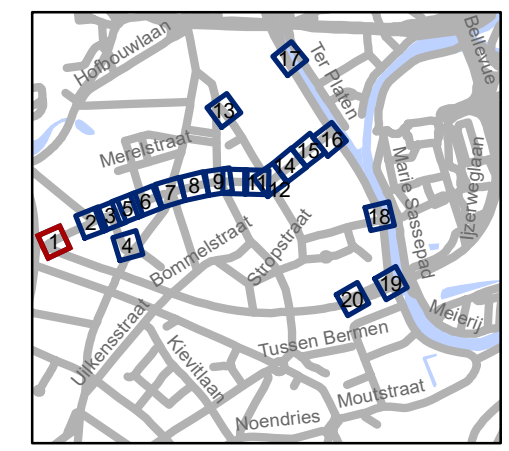 Hofbouwlaan
Ter Platen
Bellevue
17
13
Merelstraat
16
15
14
Marie Sassepad
Ijzerweglaan
11
12
9
8
7
6
5
3
2
4
1
18
Bommelstraat
Stropstraat
19
20
Meierij
Uilkensstraat
Kievitlaan
Tussen Bermen
Moutstraat
Noendries